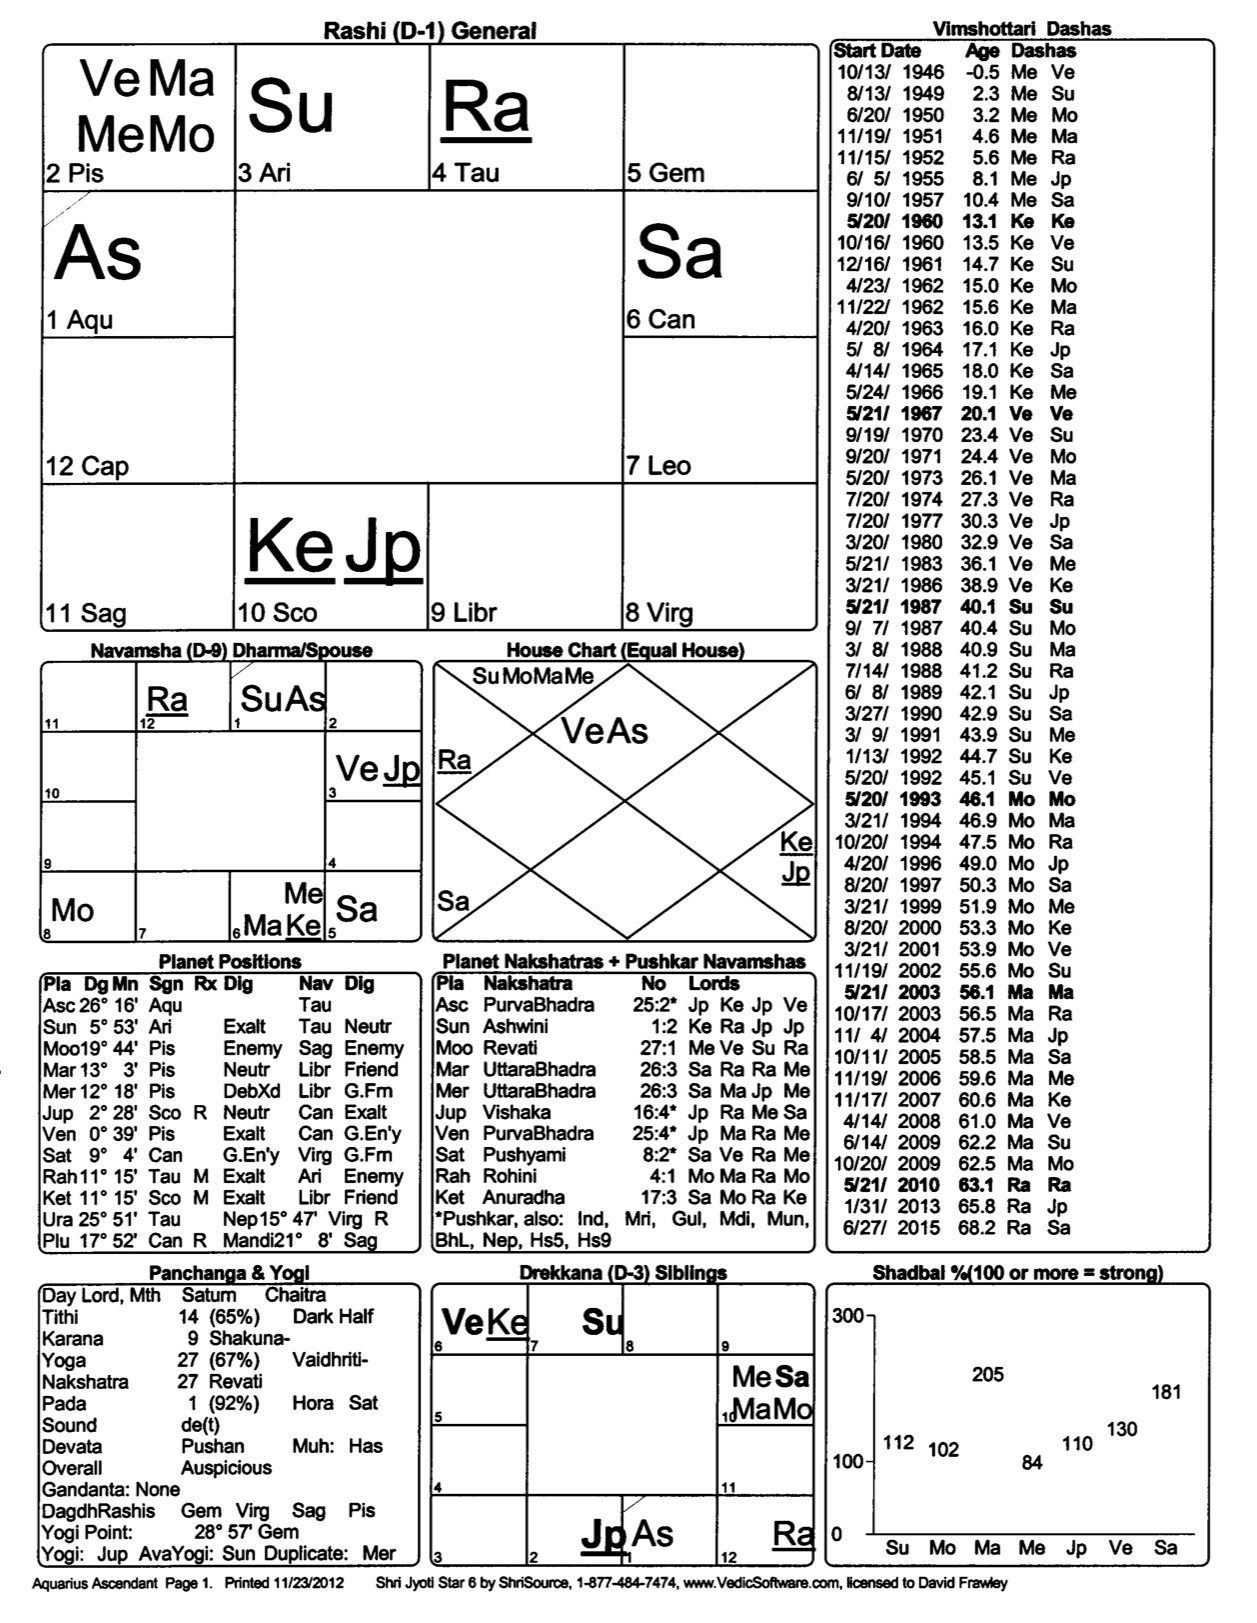 Rashi (D-1) General
Ve Ma
Me Mo
2 Pis
Su
3 Ari
Ra
4 Tau
5 Gem
As
1 Aqu
Sa
6 Can
12 Cap
7 Leo
11 Sag
Ke Jp
10 Sco
9 Libr
8 Virg
Vimshottari Dashas
Start Date Age Dashas
10/13/ 1946 -0.5 Me Ve
8/13/ 1949 2.3 Me Su
6/20/ 1950 3.2 Me Mo
11/19/ 1951 4.6 Me Ma
11/15/ 1952 5.6 Me Ra
6/ 5/ 1955 8.1 Me Jp
9/10/ 1957 10.4 Me Sa
5/20/ 1960 13.1 Ke Ke
10/16/ 1960 13.5 Ke Ve
12/16/ 1961 14.7 Ke Su
4/23/ 1962 15.0 Ke Mo
11/22/ 1962 15.6 Ke Ma
4/20/ 1963 16.0 Ke Ra
5/ 8/ 1964 17.1 Ke Jp
4/14/ 1965 18.0 Ke Sa
5/24/ 1966 19.1 Ke Me
5/21/ 1967 20.1 Ve Ve
9/19/ 1970 23.4 Ve Su
9/20/ 1971 24.4 Ve Mo
5/20/ 1973 26.1 Ve Ma
7/20/ 1974 27.3 Ve Ra
7/20/ 1977 30.3 Ve Jp
3/20/ 1980 32.9 Ve Sa
5/21/ 1983 36.1 Ve Me
3/21/ 1986 38.9 Ve Ke
5/21/ 1987 40.1 Su Su
9/ 7/ 1987 40.4 Su Mo
3/ 8/ 1988 40.9 Su Ma
7/14/ 1988 41.2 Su Ra
6/ 8/ 1989 42.1 Su Jp
3/27/ 1990 42.9 Su Sa
3/ 9/ 1991 43.9 Su Me
1/13/ 1992 44.7 Su Ke
5/20/ 1992 45.1 Su Ve
5/20/ 1993 46.1 Mo Mo
3/21/ 1994 46.9 Mo Ma
10/20/ 1994 47.5 Mo Ra
4/20/ 1996 49.0 Mo Jp
8/20/ 1997 50.3 Mo Sa
3/21/ 1999 51.9 Mo Me
8/20/ 2000 53.3 Mo Ke
3/21/ 2001 53.9 Mo Ve
11/19/ 2002 55.6 Mo Su
5/21/ 2003 56.1 Ma Ma
10/17/ 2003 56.5 Ma Ra
11/ 4/ 2004 57.5 Ma Jp
10/11/ 2005 58.5 Ma Sa
11/19/ 2006 59.6 Ma Me
11/17/ 2007 60.6 Ma Ke
4/14/ 2008 61.0 Ma Ve
6/14/ 2009 62.2 Ma Su
10/20/ 2009 62.5 Ma Mo
5/21/ 2010 63.1 Ra Ra
1/31/ 2013 65.8 Ra Jp
6/27/ 2015 68.2 Ra Sa
Navamsha (D-9) Dharma/Spouse
11
Ra
12
Su As
1
2
10
Ve Jp
3
9
4
Mo
8
7
Me
6 Ma Ke
Sa
5
House Chart (Equal House)
Su Mo Ma Me
Ve As
Ra
Ke
Jp
Sa
Planet Positions
Pla Dg Mn Sgn Rx Dig Nav Dig
Asc 26° 16' Aqu Tau
Sun 5° 53' Ari Exalt Tau Neutr
Moo 19° 44' Pis Enemy Sag Enemy
Mar 13° 3' Pis Neutr Libr Friend
Mer 12° 18' Pis DebXd Libr G.Frn
Jup 2° 28' Sco R Neutr Can Exalt
Ven 0° 39' Pis Exalt Can G.En'y
Sat 9° 4' Can G.En'y Virg G.Frn
Rah 11° 15' Tau M Exalt Ari Enemy
Ket 11° 15' Sco M Exalt Libr Friend
Ura 25° 51' Tau Nep 15° 47' Virg R
Plu 17° 52' Can R Mandi 21° 8' Sag
Planet Nakshatras + Pushkar Navamshas
Pla Nakshatra No Lords
Asc PurvaBhadra 25:2* Jp Ke Jp Ve
Sun Ashwini 1:2 Ke Ra Jp Jp
Moo Revati 27:1 Me Ve Su Ra
Mar UttaraBhadra 26:3 Sa Ra Ra Me
Mer UttaraBhadra 26:3 Sa Ma Jp Me
Jup Vishaka 16:4* Jp Ra Me Sa
Ven PurvaBhadra 25:4* Jp Ma Ra Me
Sat Pushyami 8:2* Sa Ve Ra Me
Rah Rohini 4:1 Mo Ma Ra Mo
Ket Anuradha 17:3 Sa Mo Ra Ke
*Pushkar, also: Ind, Mri, Gul, Mdi, Mun,
BhL, Nep, Hs5, Hs9
Panchanga & Yogi
Day Lord, Mth Saturn Chaitra
Tithi 14 (65%) Dark Half
Karana 9 Shakuna-
Yoga 27 (67%) Vaidhriti-
Nakshatra 27 Revati
Pada 1 (92%) Hora Sat
Sound de(t)
Devata Pushan Muh: Has
Overall Auspicious
Gandanta: None
DagdhRashis Gem Virg Sag Pis
Yogi Point: 28° 57' Gem
Yogi: Jup AvaYogi: Sun Duplicate: Mer
Drekkana (D-3) Siblings
Ve Ke
6
Su
7
8
9
5
Me Sa
10 Ma Mo
4
11
3
Jp
2
As
1
Ra
12
Shadbal %(100 or more = strong)
300
205
181
112
102
84
110
130
100
0
Su Mo Ma Me Jp Ve Sa
Aquarius Ascendant Page 1. Printed 11/23/2012 Shri Jyoti Star 6 by ShriSource, 1-877-484-7474, www.VedicSoftware.com, licensed to David Frawley